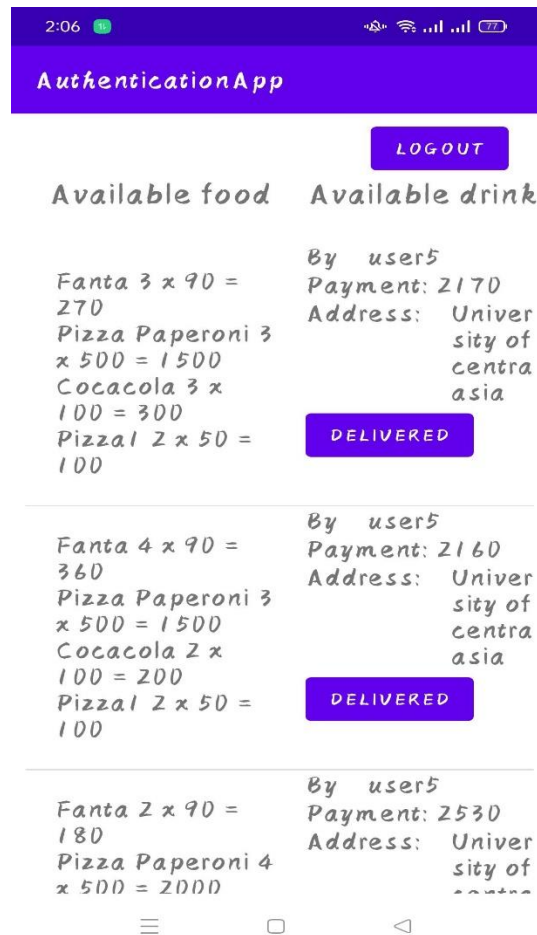 2:06
77
AuthenticationApp
LOGOUT
Available food
Available drink
Fanta 3 x 90 =
270
Pizza Paperoni 3
x 500 = 1500
Cocacola 3 x
100 = 300
Pizza1 2 x 50 =
100
By user5
Payment: 2170
Address: Univer
sity of
centra
asia
DELIVERED
Fanta 4 x 90 =
360
Pizza Paperoni 3
x 500 = 1500
Cocacola 2 x
100 = 200
Pizza1 2 x 50 =
100
By user5
Payment: 2160
Address: Univer
sity of
centra
asia
DELIVERED
Fanta 2 x 90 =
180
Pizza Paperoni 4
x 500 = 2000
By user5
Payment: 2530
Address: Univer
sity of